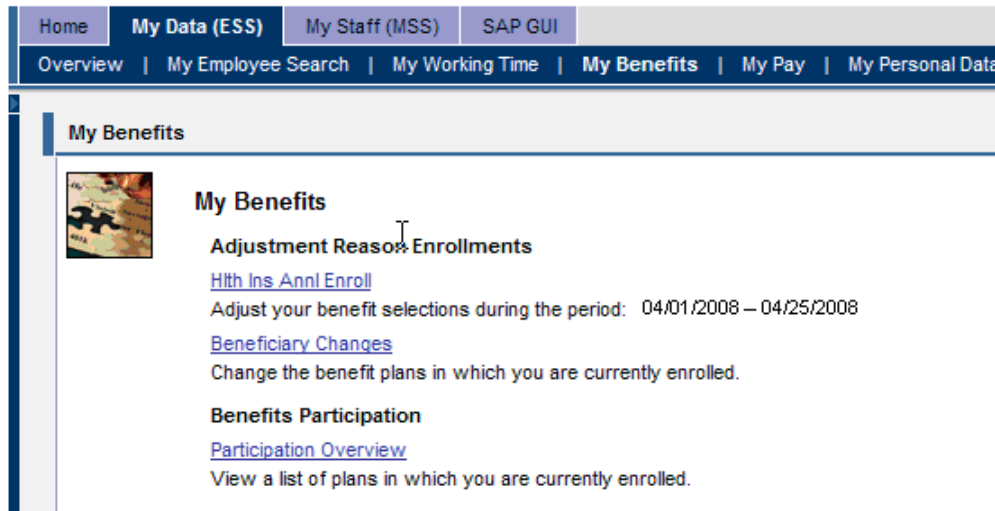 Home My Data (ESS) My Staff (MSS) SAP GUI
Overview | My Employee Search | My Working Time | My Benefits | My Pay | My Personal Data
My Benefits
My Benefits
Adjustment Reason Enrollments
Hlth Ins Annl Enroll
Adjust your benefit selections during the period: 04/01/2008 – 04/25/2008
Beneficiary Changes
Change the benefit plans in which you are currently enrolled.
Benefits Participation
Participation Overview
View a list of plans in which you are currently enrolled.